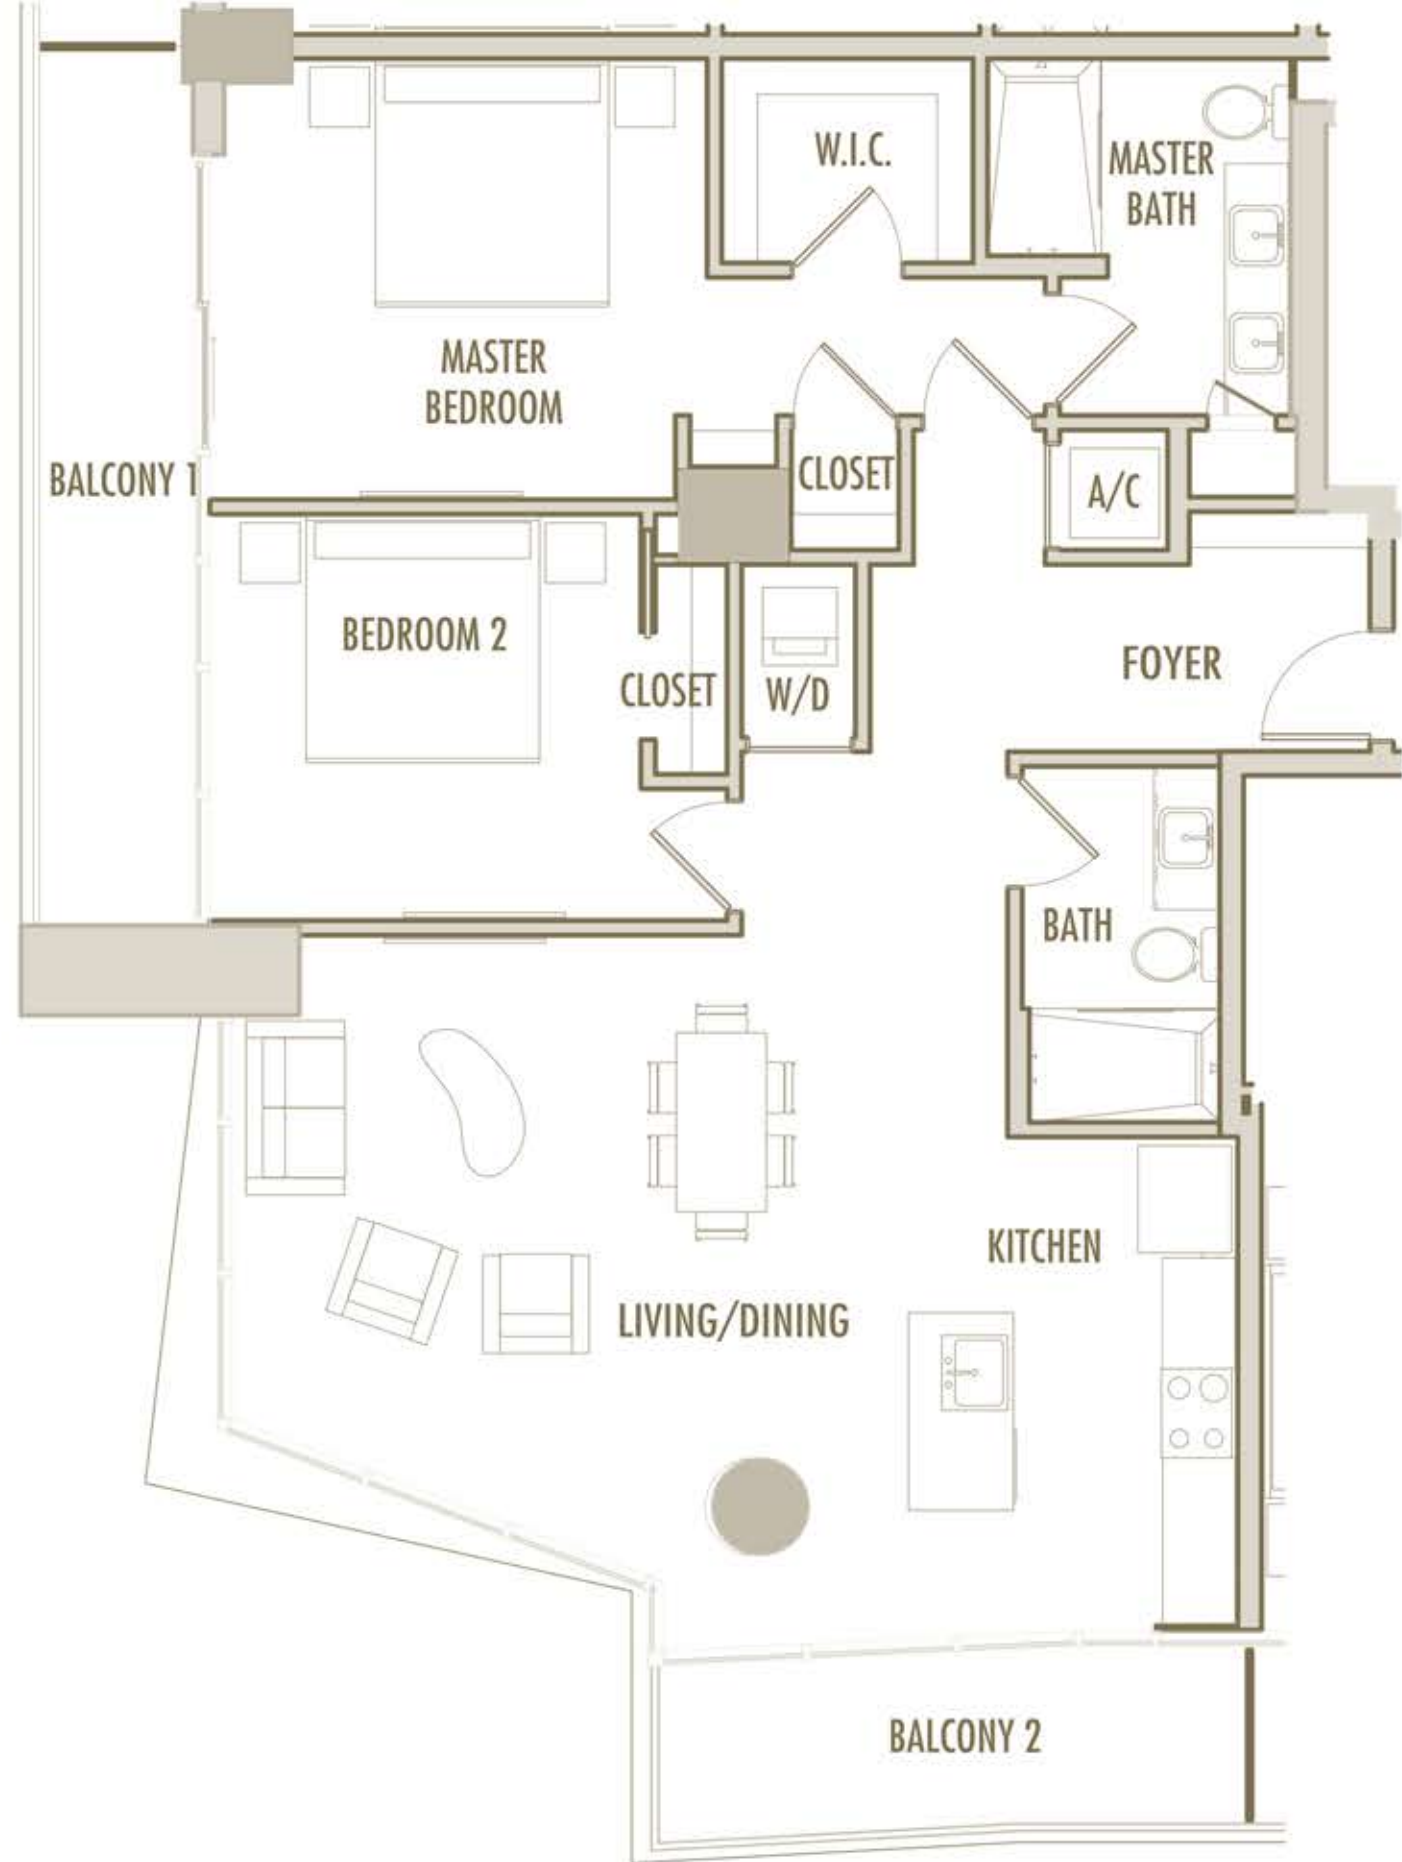 W.I.C.
MASTER
BATH
MASTER
BEDROOM
BALCONY 1
CLOSET
A/C
BEDROOM 2
CLOSET
W/D
FOYER
BATH
KITCHEN
LIVING/DINING
BALCONY 2